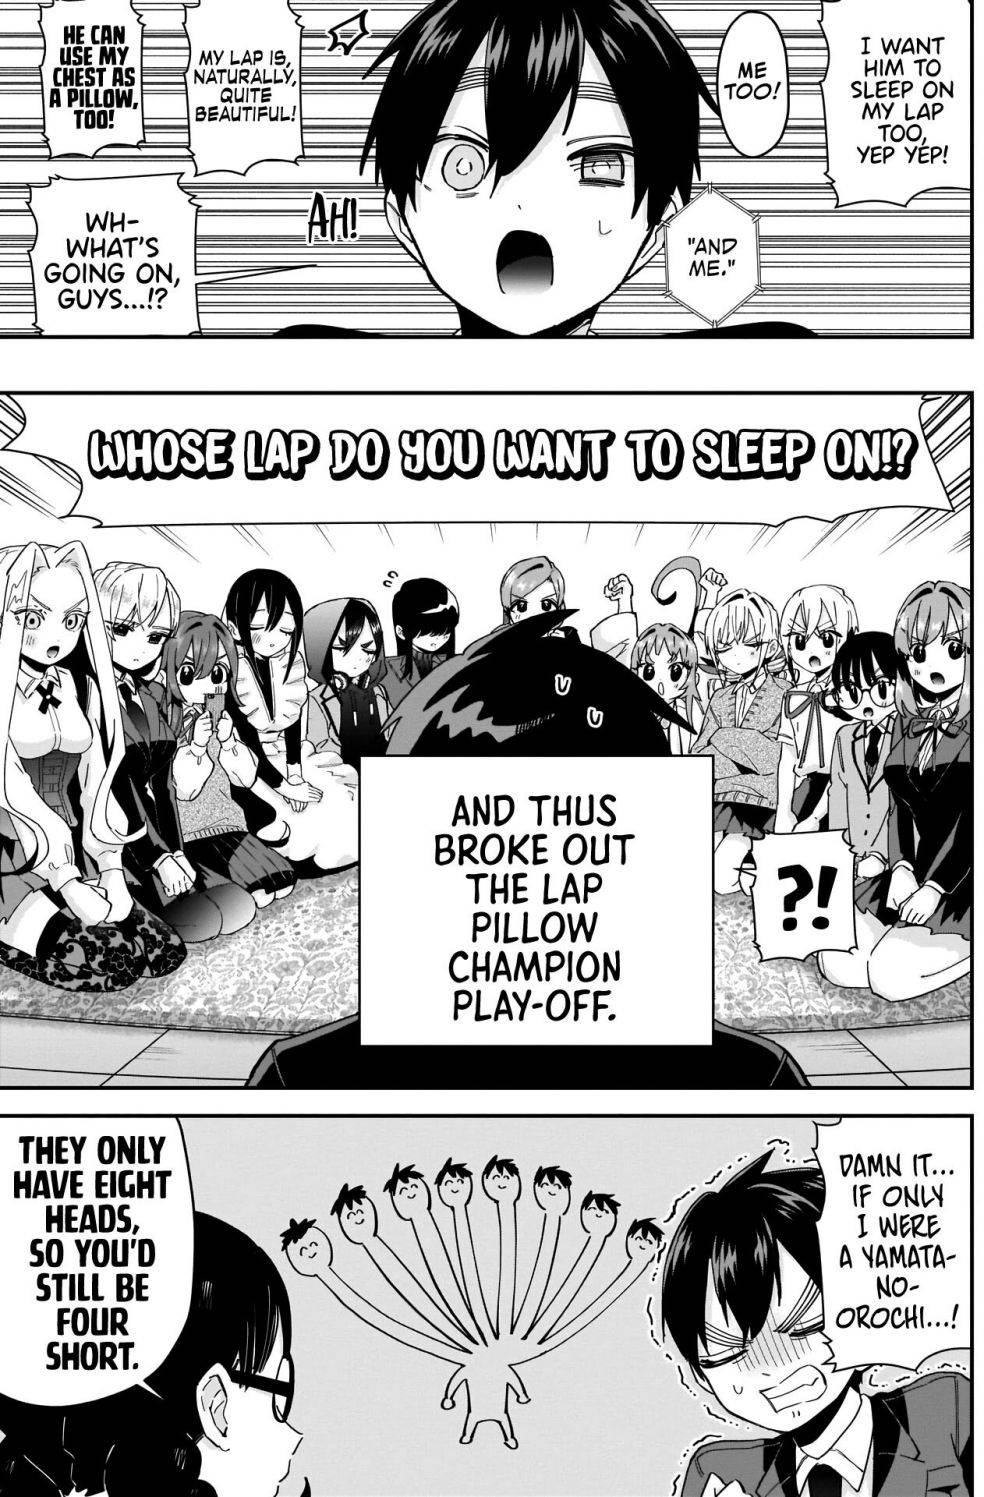 I WANT
HIM TO
SLEEP ON
MY LAP
TOO,
YEP YEP!
ME
TOO!
"AND
ME."
MY LAP IS,
NATURALLY,
QUITE
BEAUTIFUL!
HE CAN
USE MY
CHEST AS
A PILLOW,
TOO!
AH!
WH-
WHAT'S
GOING ON,
GUYS...!?
WHOSE LAP DO YOU WANT TO SLEEP ON!?
?!
AND THUS
BROKE OUT
THE LAP
PILLOW
CHAMPION
PLAY-OFF.
DAMN IT...
IF ONLY
I WERE
A YAMATA-
NO-
OROCHI...!
THEY ONLY
HAVE EIGHT
HEADS,
SO YOU'D
STILL BE
FOUR
SHORT.